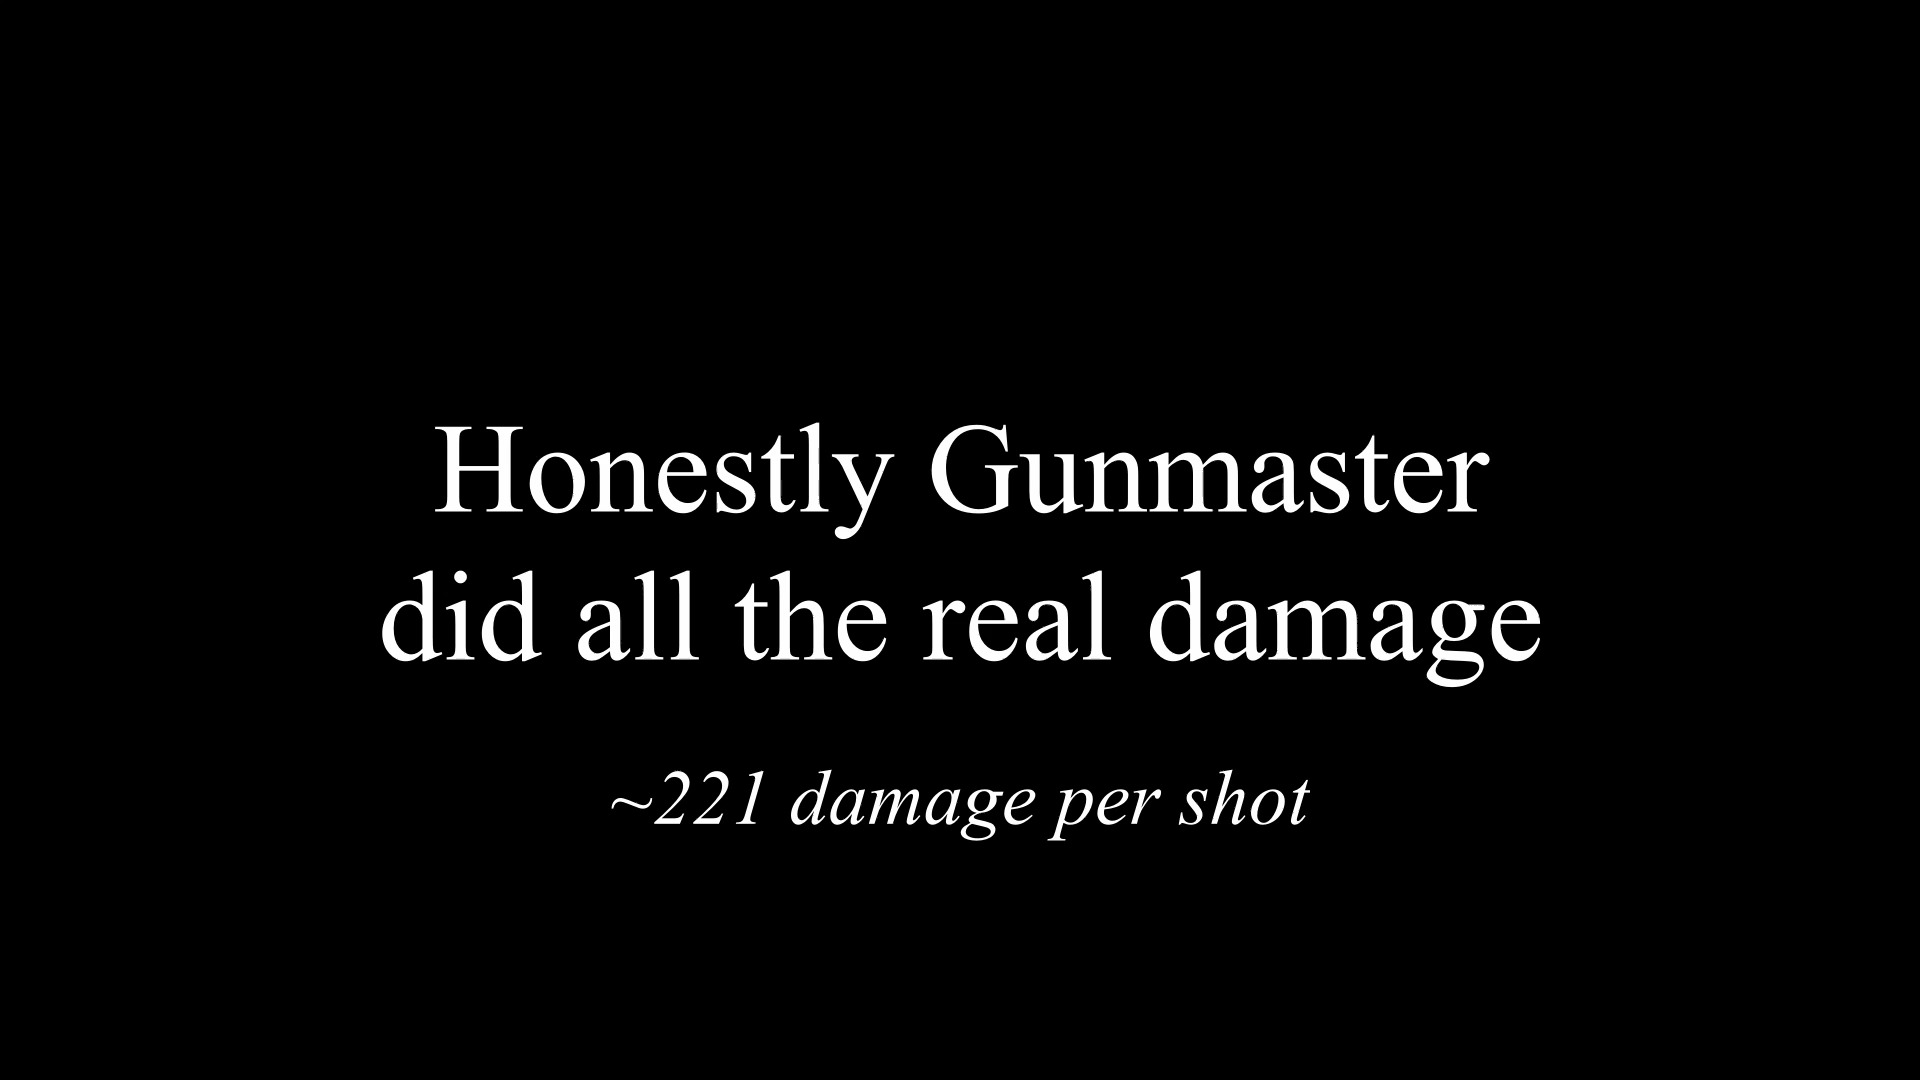 Honestly Gunmaster
did all the real damage
~221 damage per shot